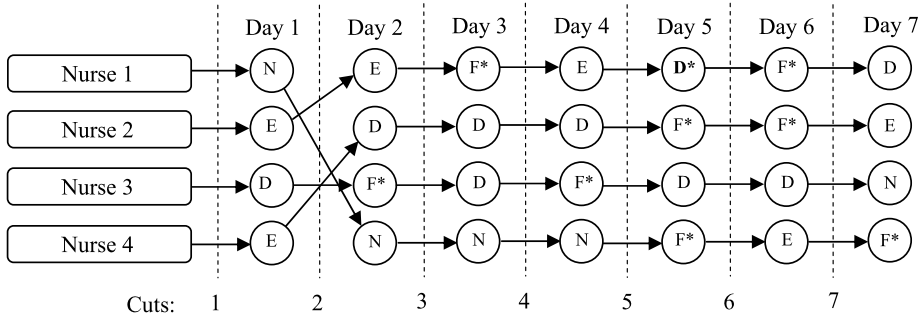 Day 1 Day 2 Day 3 Day 4 Day 5 Day 6 Day 7
Nurse 1 N E F* E D* F* D
Nurse 2 E D D D F* F* E
Nurse 3 D F* D F* D D N
Nurse 4 E N N N F* E F*
Cuts: 1 2 3 4 5 6 7